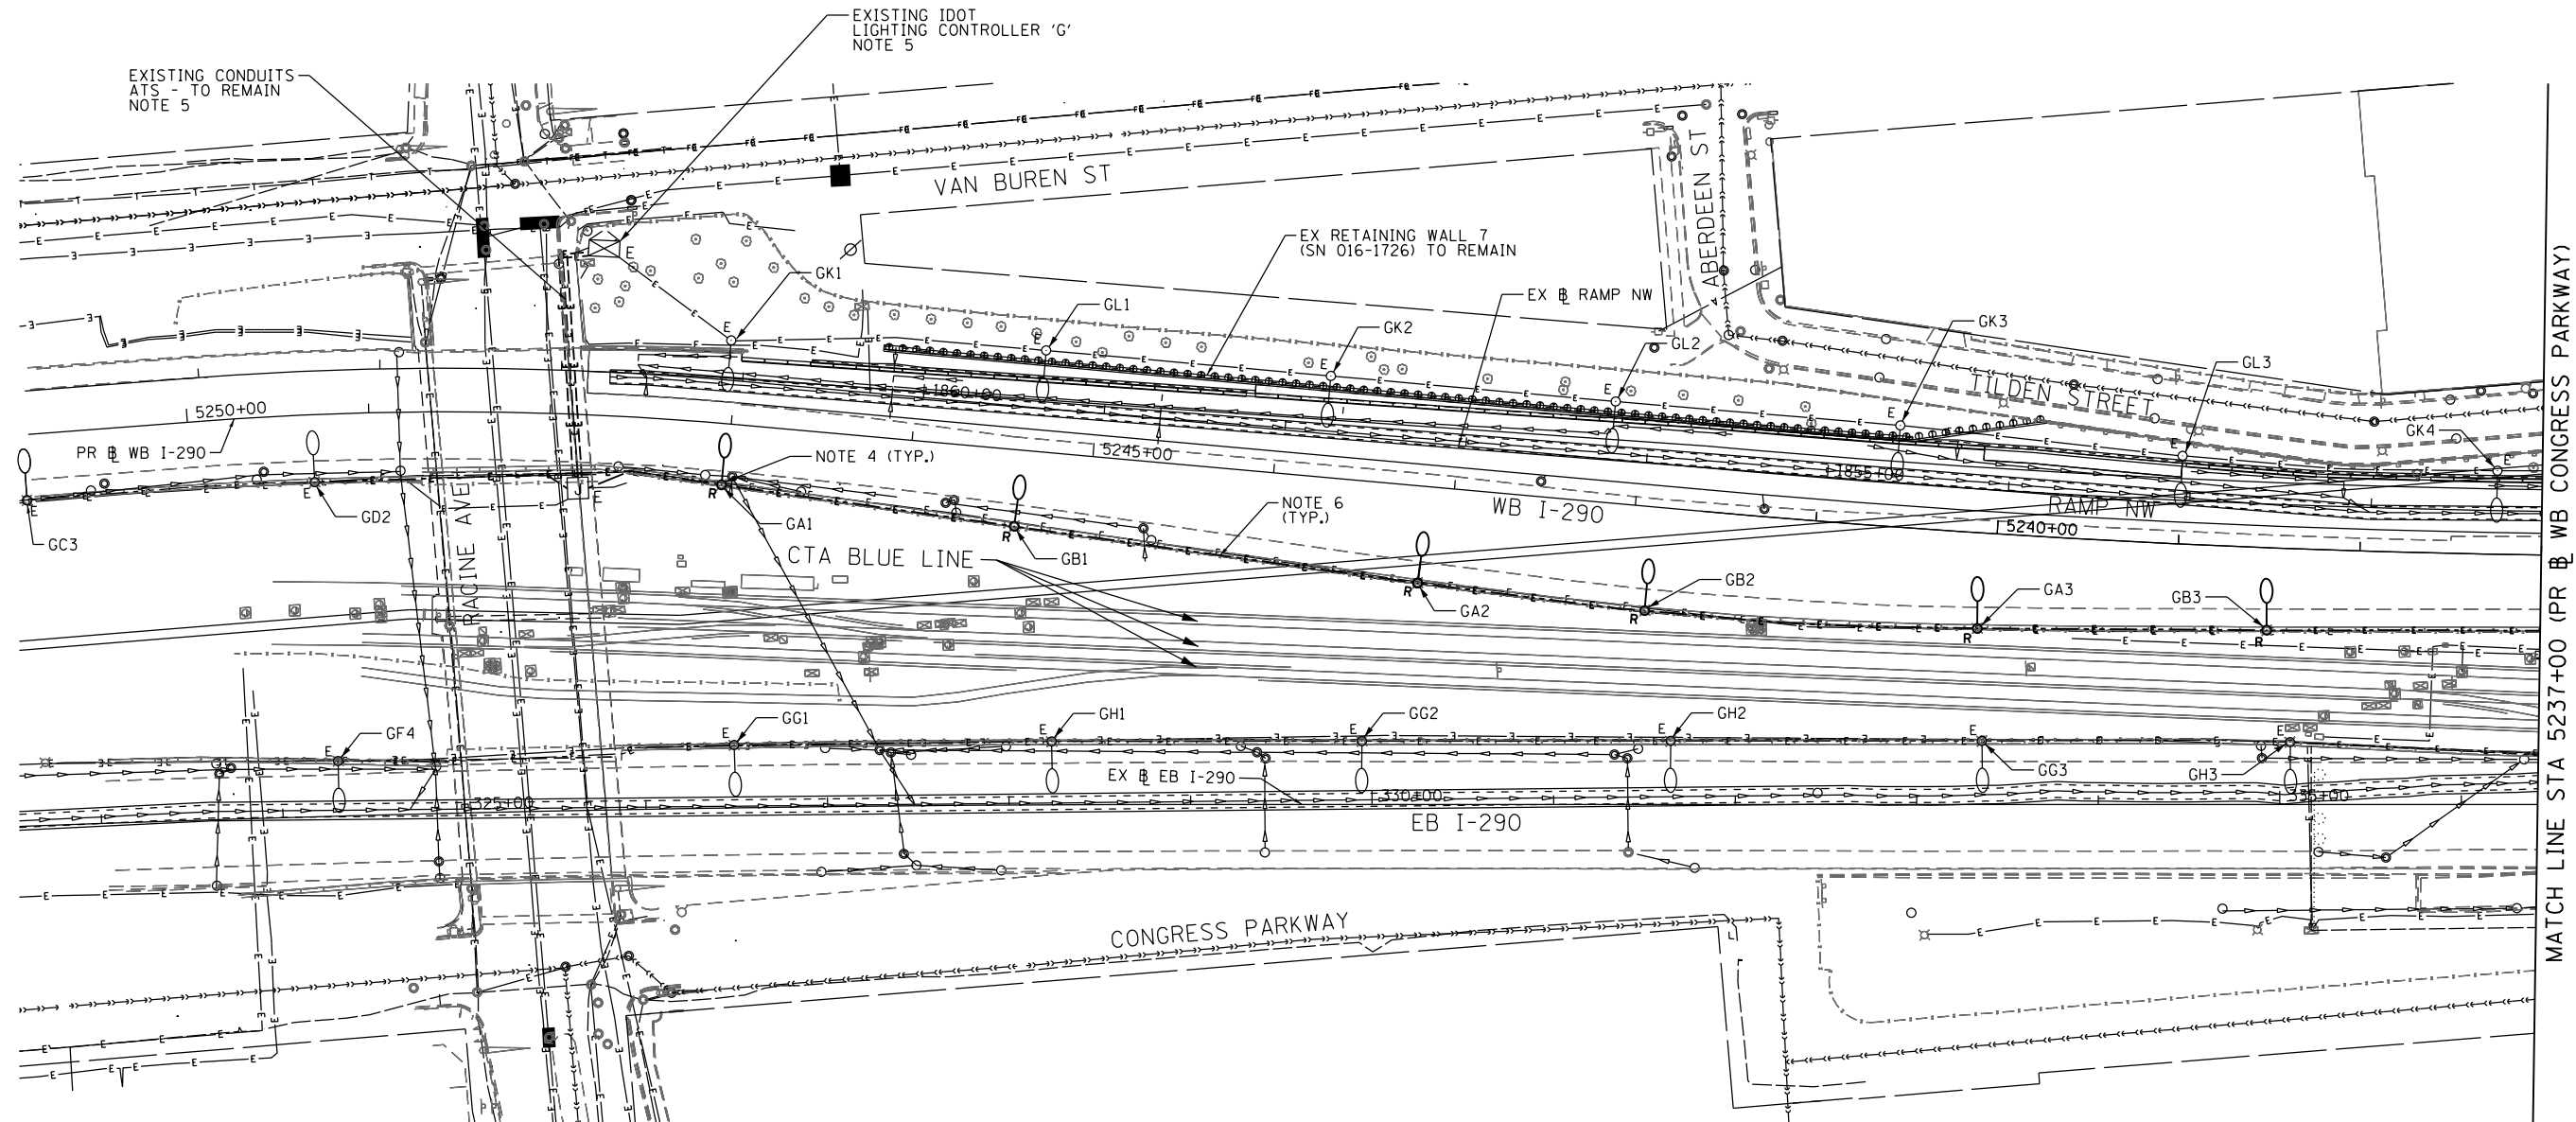 EXISTING IDOT
LIGHTING CONTROLLER 'G'
NOTE 5
EXISTING CONDUITS
ATS - TO REMAIN
NOTE 5
VAN BUREN ST
ABERDEEN ST
EX RETAINING WALL 7
(SN 016-1726) TO REMAIN
EX ⅊ RAMP NW
GK1
GL1
GK2
GL2
GK3
GL3
GK4
TILDEN STREET
1860+00
1855+00
5250+00
PR ⅊ WB I-290
5245+00
5240+00
NOTE 4 (TYP.)
NOTE 6
(TYP.)
WB I-290
RAMP NW
GC3
GD2
GA1
GB1
GA2
GB2
GA3
GB3
RACINE AVE
CTA BLUE LINE
GF4
GG1
GH1
GG2
GH2
GG3
GH3
EX ⅊ EB I-290
325+00
330+00
335+00
EB I-290
CONGRESS PARKWAY
MATCH LINE STA 5237+00 (PR ⅊ WB CONGRESS PARKWAY)